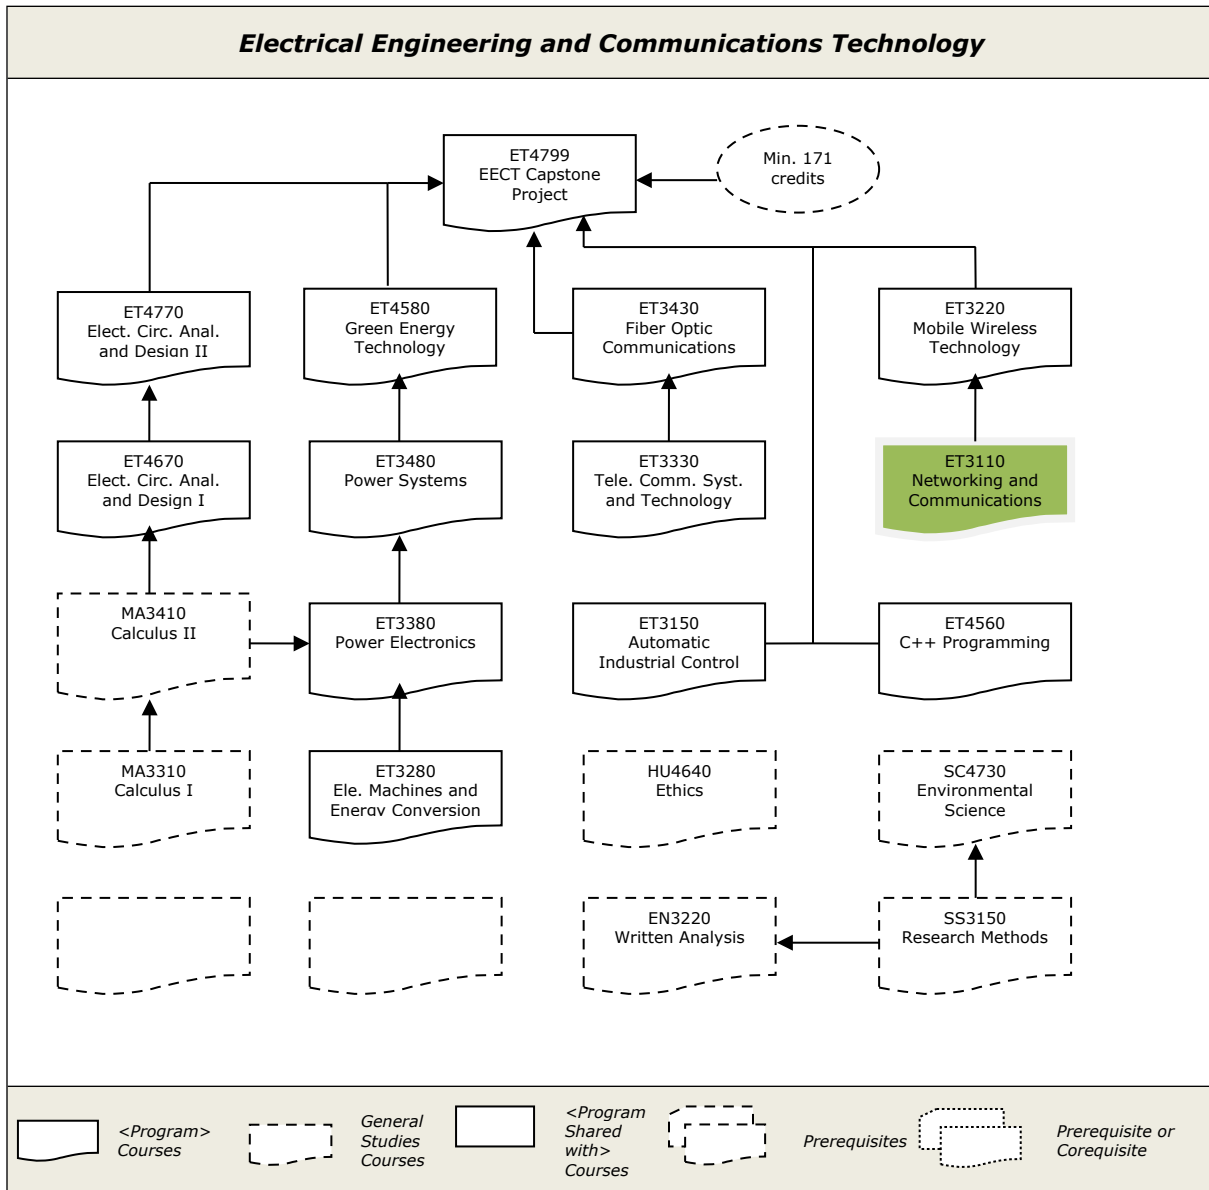 Electrical Engineering and Communications Technology
ET4799
EECT Capstone
Project
Min. 171
credits
ET4770
Elect. Circ. Anal.
and Design II
ET4580
Green Energy
Technology
ET3430
Fiber Optic
Communications
ET3220
Mobile Wireless
Technology
ET4670
Elect. Circ. Anal.
and Design I
ET3480
Power Systems
ET3330
Tele. Comm. Syst.
and Technology
ET3110
Networking and
Communications
MA3410
Calculus II
ET3380
Power Electronics
ET3150
Automatic
Industrial Control
ET4560
C++ Programming
MA3310
Calculus I
ET3280
Ele. Machines and
Energy Conversion
HU4640
Ethics
SC4730
Environmental
Science
EN3220
Written Analysis
SS3150
Research Methods
<Program>
Courses
General
Studies
Courses
<Program
Shared
with>
Courses
Prerequisites
Prerequisite or
Corequisite